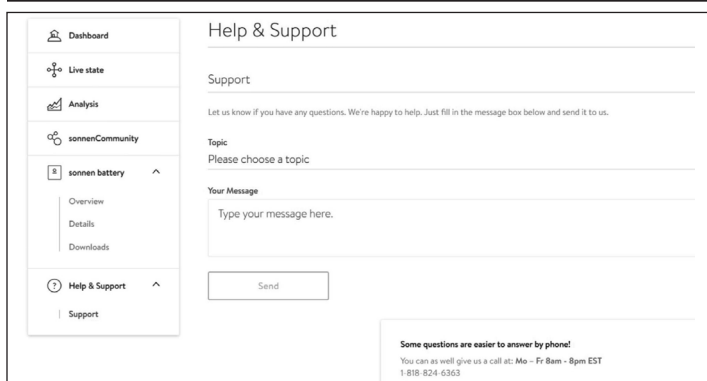 Dashboard
Live state
Analysis
sonnenCommunity
sonnen battery
Overview
Details
Downloads
Help & Support
Support
Help & Support
Support
Let us know if you have any questions. We're happy to help. Just fill in the message box below and send it to us.
Topic
Please choose a topic
Your Message
Type your message here.
Send
Some questions are easier to answer by phone!
You can as well give us a call at: Mo – Fr 8am - 8pm EST
1-818-824-6363